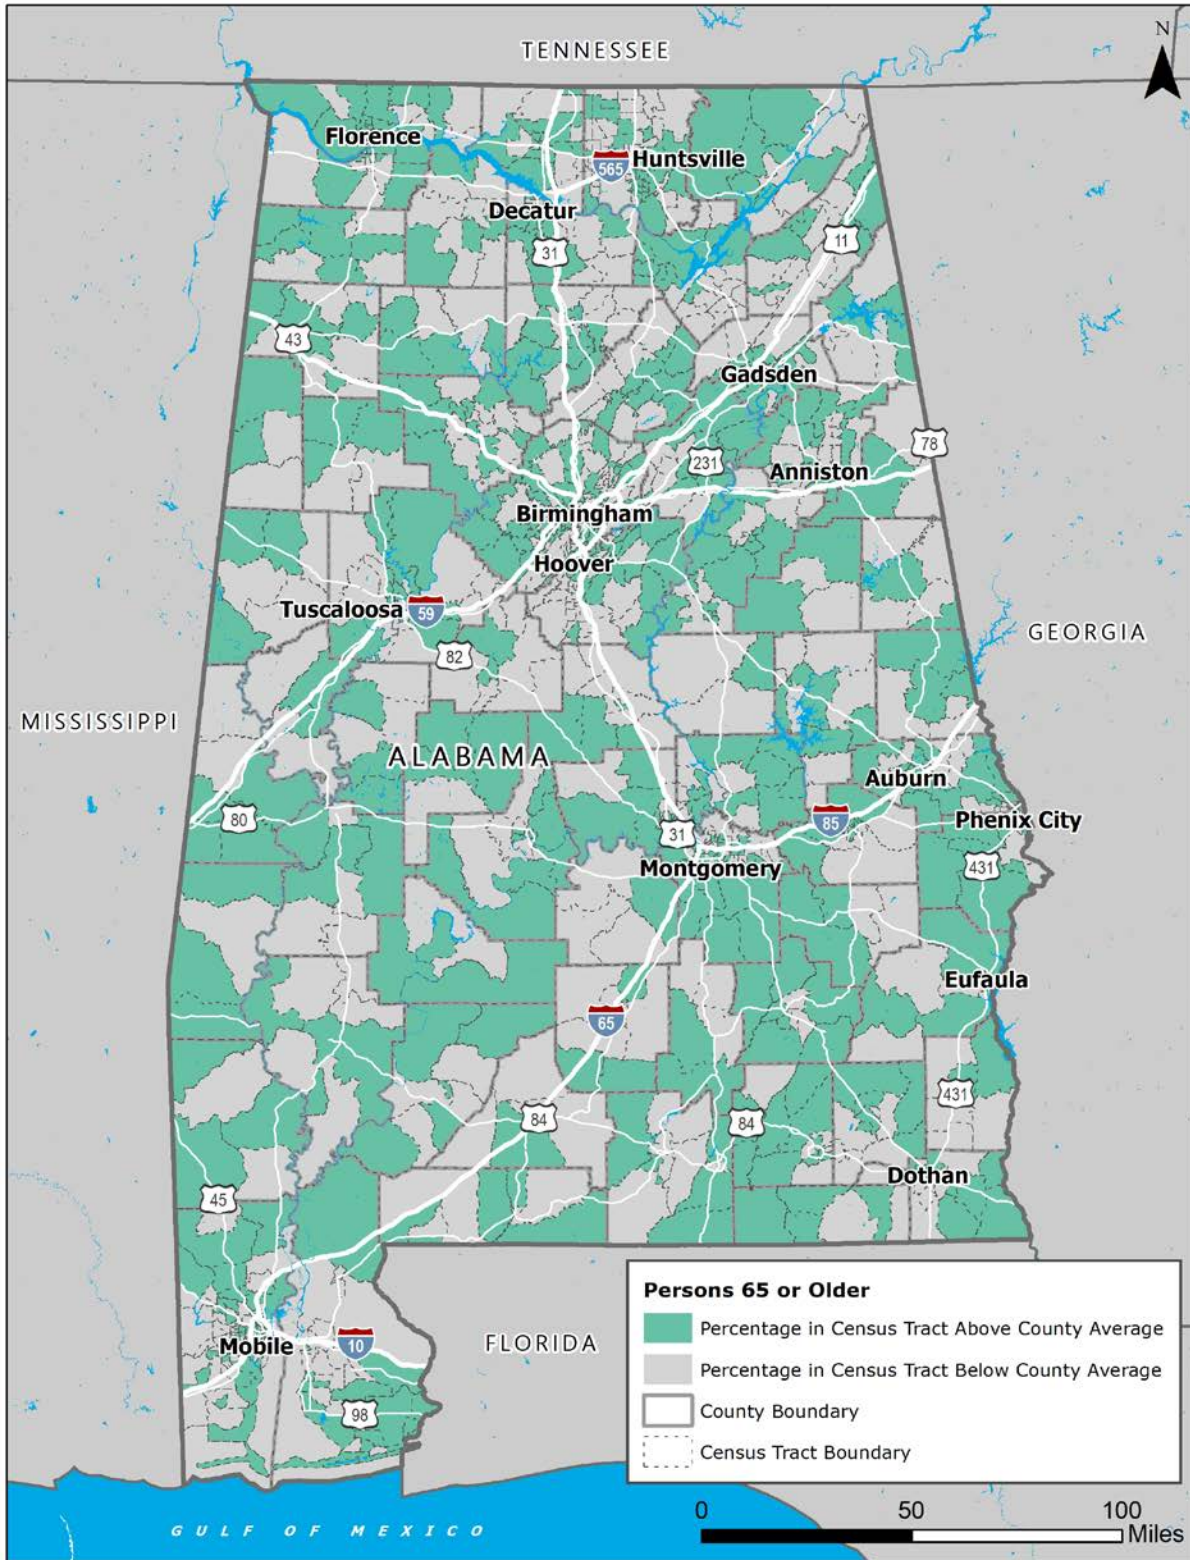 N
TENNESSEE
Florence
565
Huntsville
Decatur
31
11
43
Gadsden
78
231
Anniston
Birmingham
Hoover
Tuscaloosa
59
GEORGIA
82
MISSISSIPPI
ALABAMA
Auburn
80
31
85
Phenix City
Montgomery
431
Eufaula
65
431
84
84
Dothan
45
Persons 65 or Older
Percentage in Census Tract Above County Average
Percentage in Census Tract Below County Average
County Boundary
Census Tract Boundary
Mobile
10
FLORIDA
98
0
50
100
Miles
GULF OF MEXICO